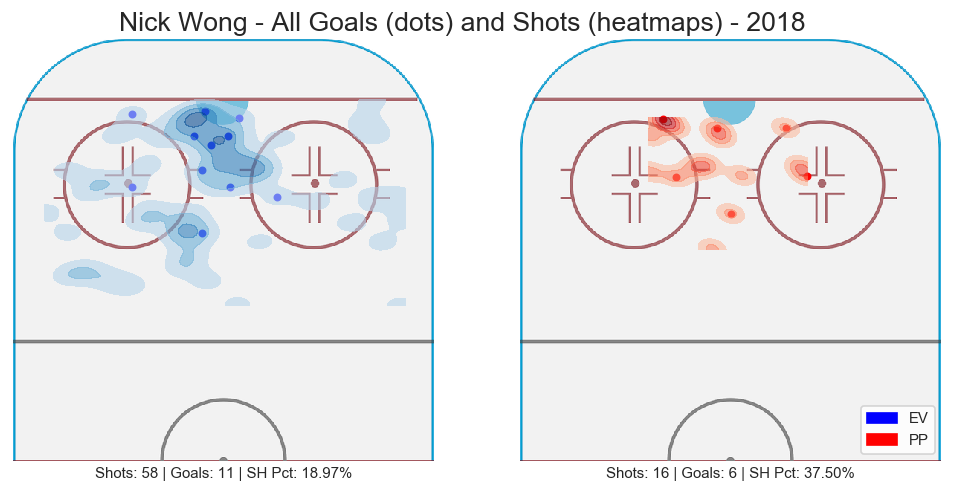 Nick Wong - All Goals (dots) and Shots (heatmaps) - 2018
EV
PP
Shots: 58 | Goals: 11 | SH Pct: 18.97%
Shots: 16 | Goals: 6 | SH Pct: 37.50%